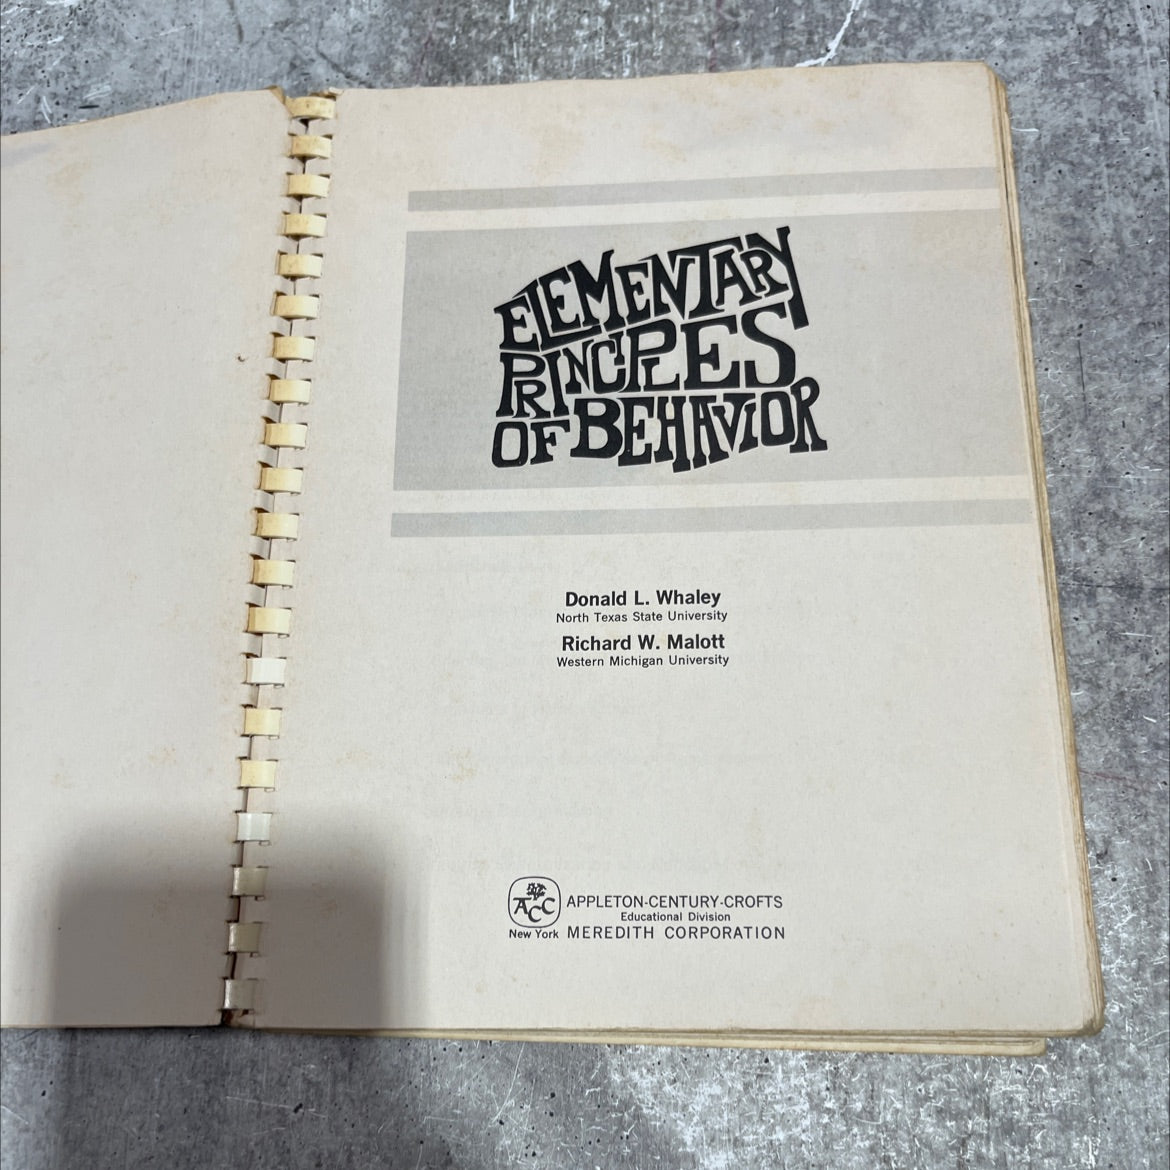 ELEMENTARY
PRINCIPLES
OF BEHAVIOR
Donald L. Whaley
North Texas State University
Richard W. Malott
Western Michigan University
ACC
APPLETON-CENTURY-CROFTS
Educational Division
New York MEREDITH CORPORATION